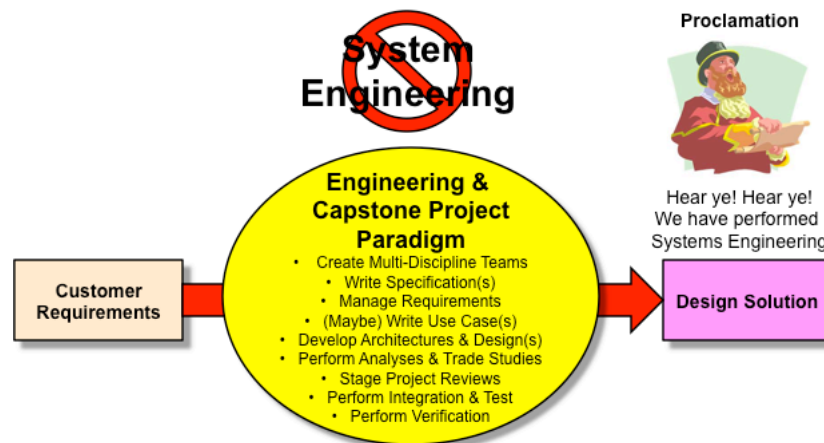 Proclamation
System
Engineering
Hear ye! Hear ye!
We have performed
Systems Engineering
Engineering &
Capstone Project
Paradigm
• Create Multi-Discipline Teams
• Write Specification(s)
• Manage Requirements
• (Maybe) Write Use Case(s)
• Develop Architectures & Design(s)
• Perform Analyses & Trade Studies
• Stage Project Reviews
• Perform Integration & Test
• Perform Verification
Customer
Requirements
Design Solution